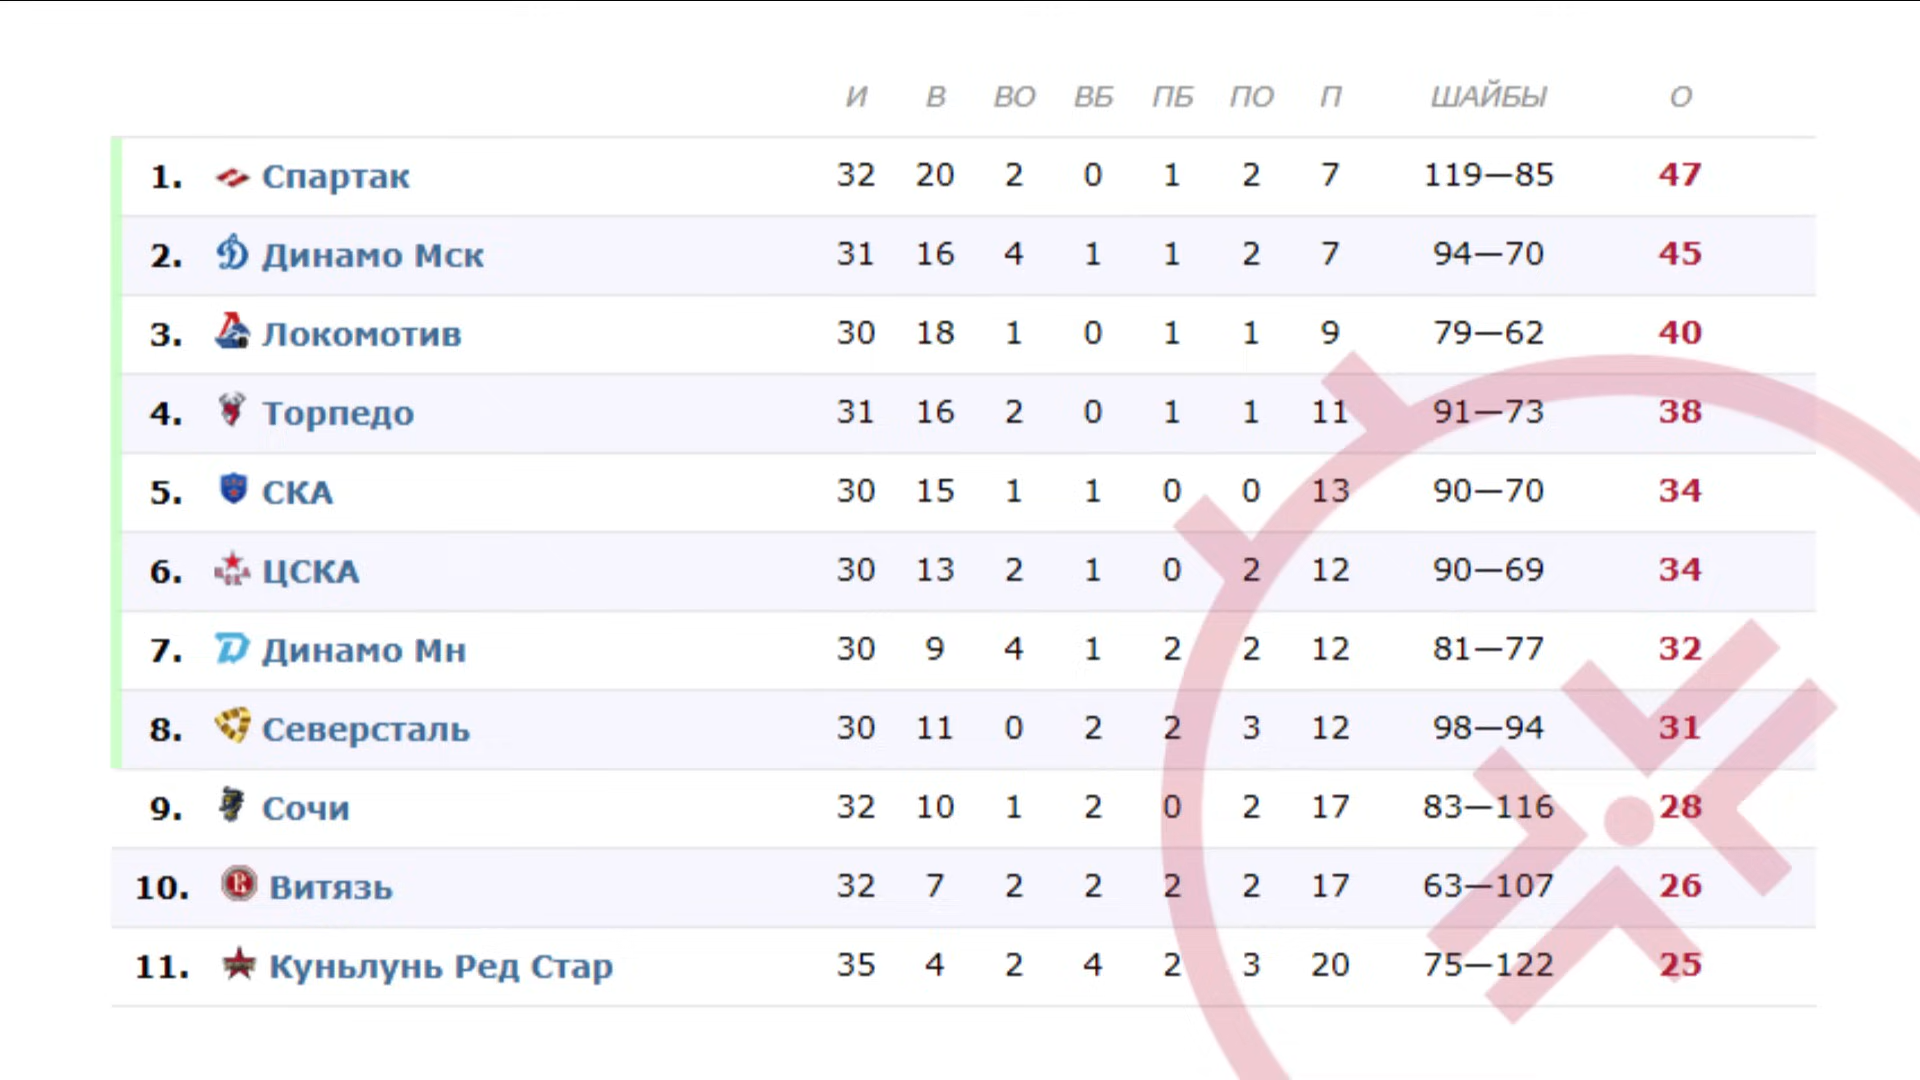 И В ВО ВБ ПБ ПО П ШАЙБЫ О
1. Спартак 32 20 2 0 1 2 7 119—85 47
2. Динамо Мск 31 16 4 1 1 2 7 94—70 45
3. Локомотив 30 18 1 0 1 1 9 79—62 40
4. Торпедо 31 16 2 0 1 1 11 91—73 38
5. СКА 30 15 1 1 0 0 13 90—70 34
6. ЦСКА 30 13 2 1 0 2 12 90—69 34
7. Динамо Мн 30 9 4 1 2 2 12 81—77 32
8. Северсталь 30 11 0 2 2 3 12 98—94 31
9. Сочи 32 10 1 2 0 2 17 83—116 28
10. Витязь 32 7 2 2 2 2 17 63—107 26
11. Куньлунь Ред Стар 35 4 2 4 2 3 20 75—122 25